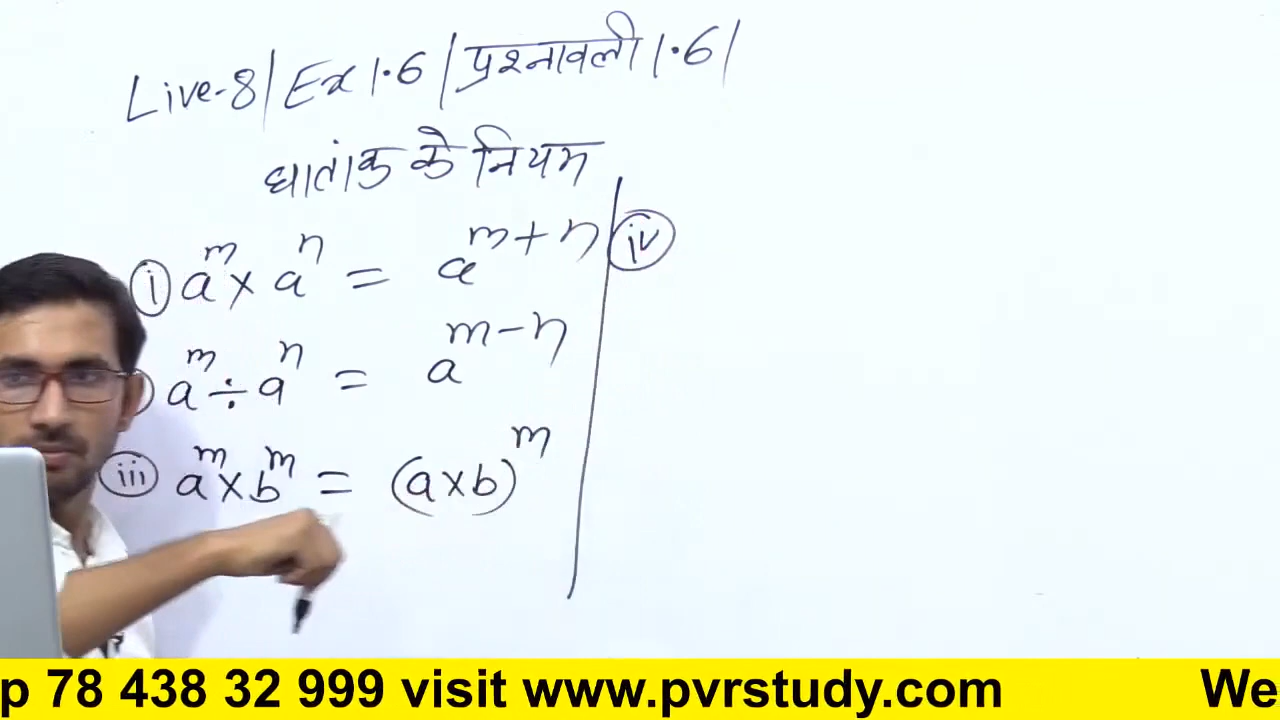 Live-8| Ex 1.6 | प्रश्नावली 1.6|
घातांक के नियम
(i) a^m × a^n = a^(m+n)
) a^m ÷ a^n = a^(m-n)
(iii) a^m × b^m = (a×b)^m
(iv)
p 78 438 32 999 visit www.pvrstudy.com We